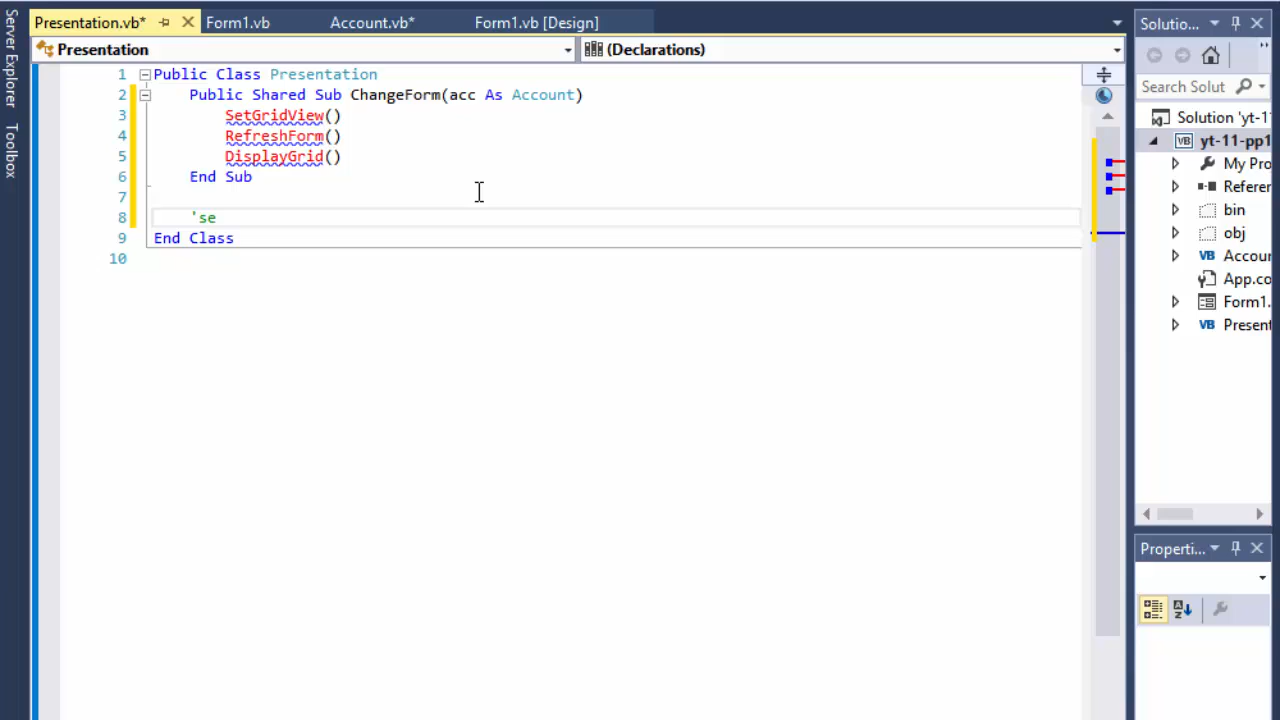 Server Explorer
Toolbox
Presentation.vb*
Form1.vb
Account.vb*
Form1.vb [Design]
Presentation
(Declarations)
1 Public Class Presentation
2 Public Shared Sub ChangeForm(acc As Account)
3 SetGridView()
4 RefreshForm()
5 DisplayGrid()
6 End Sub
7
8 'se
9 End Class
10
Solutio...
Search Solut
Solution 'yt-1
yt-11-pp1
My Pro
Referer
bin
obj
Accour
App.co
Form1.
Present
Properti...